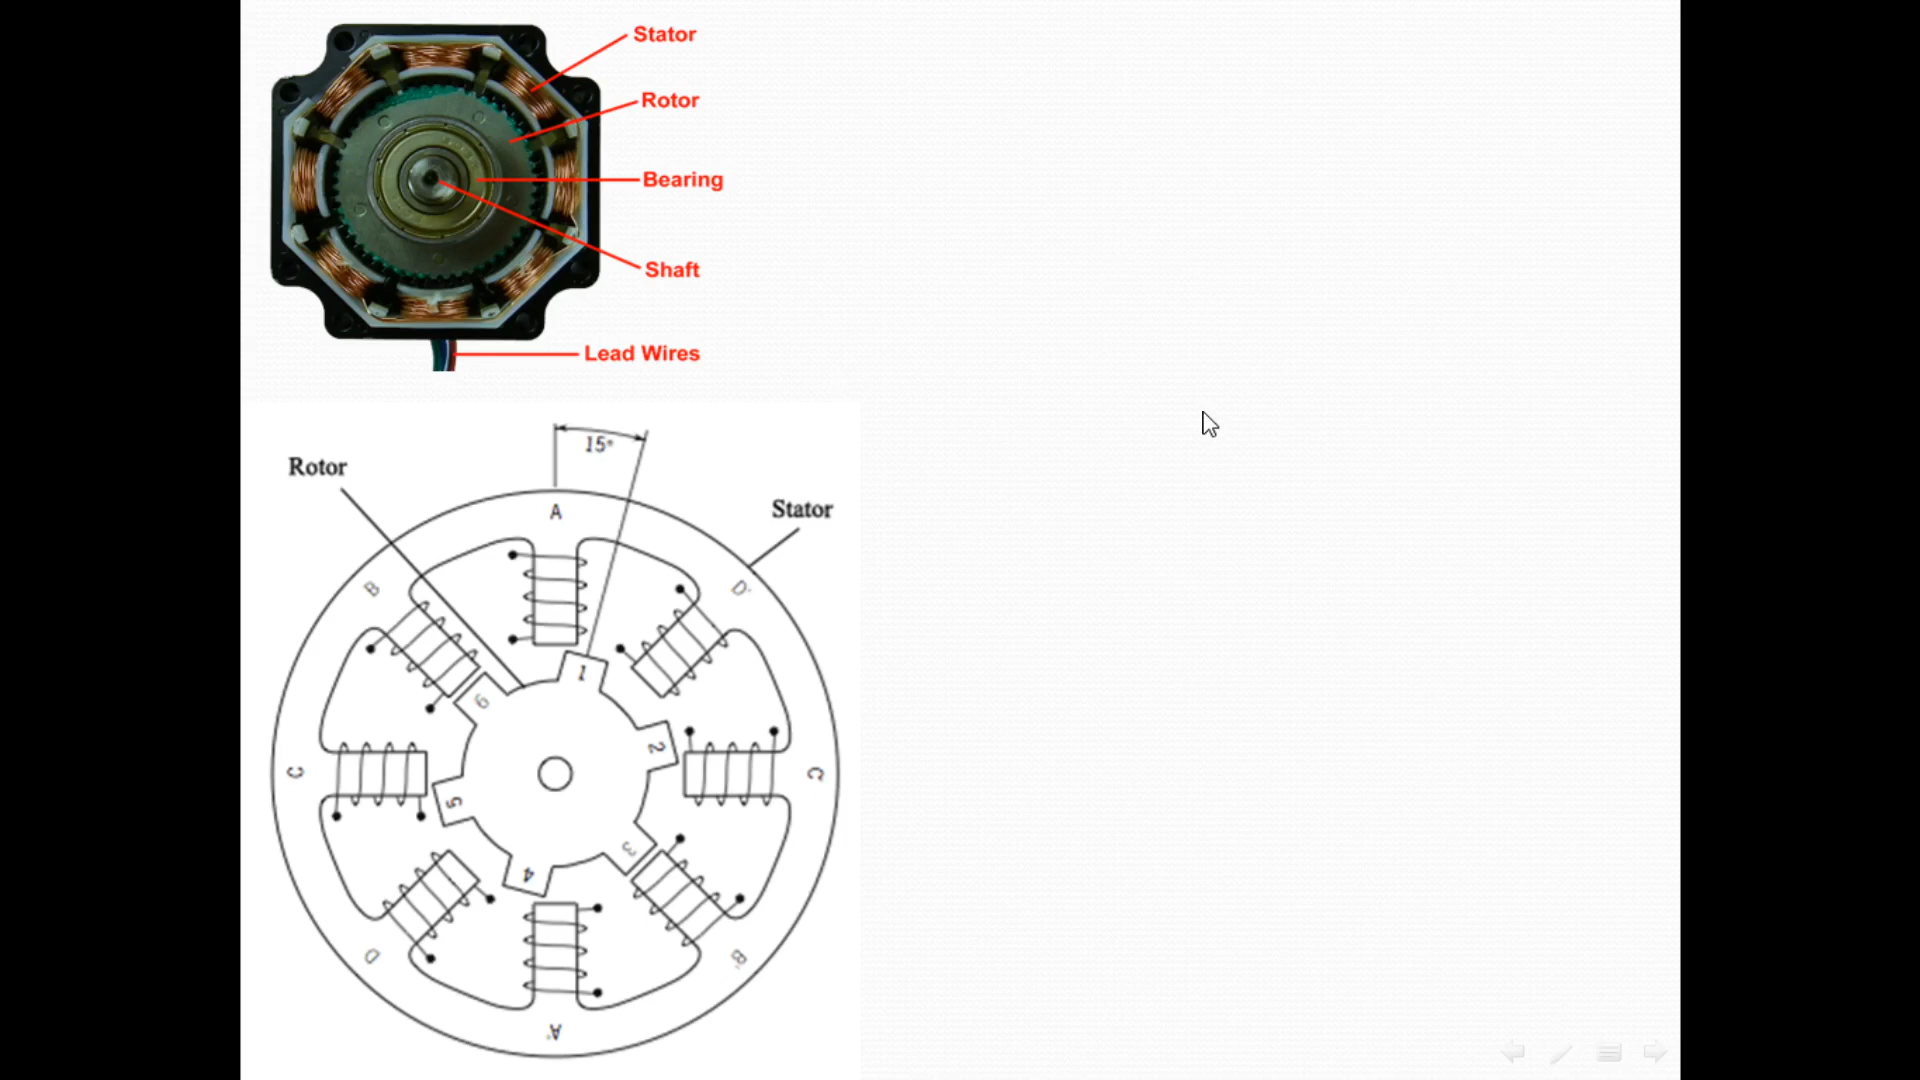 Stator
Rotor
Bearing
Shaft
Lead Wires
15°
Rotor
Stator
A
B
D'
1
6
2
C
C'
5
3
4
D
B'
A'